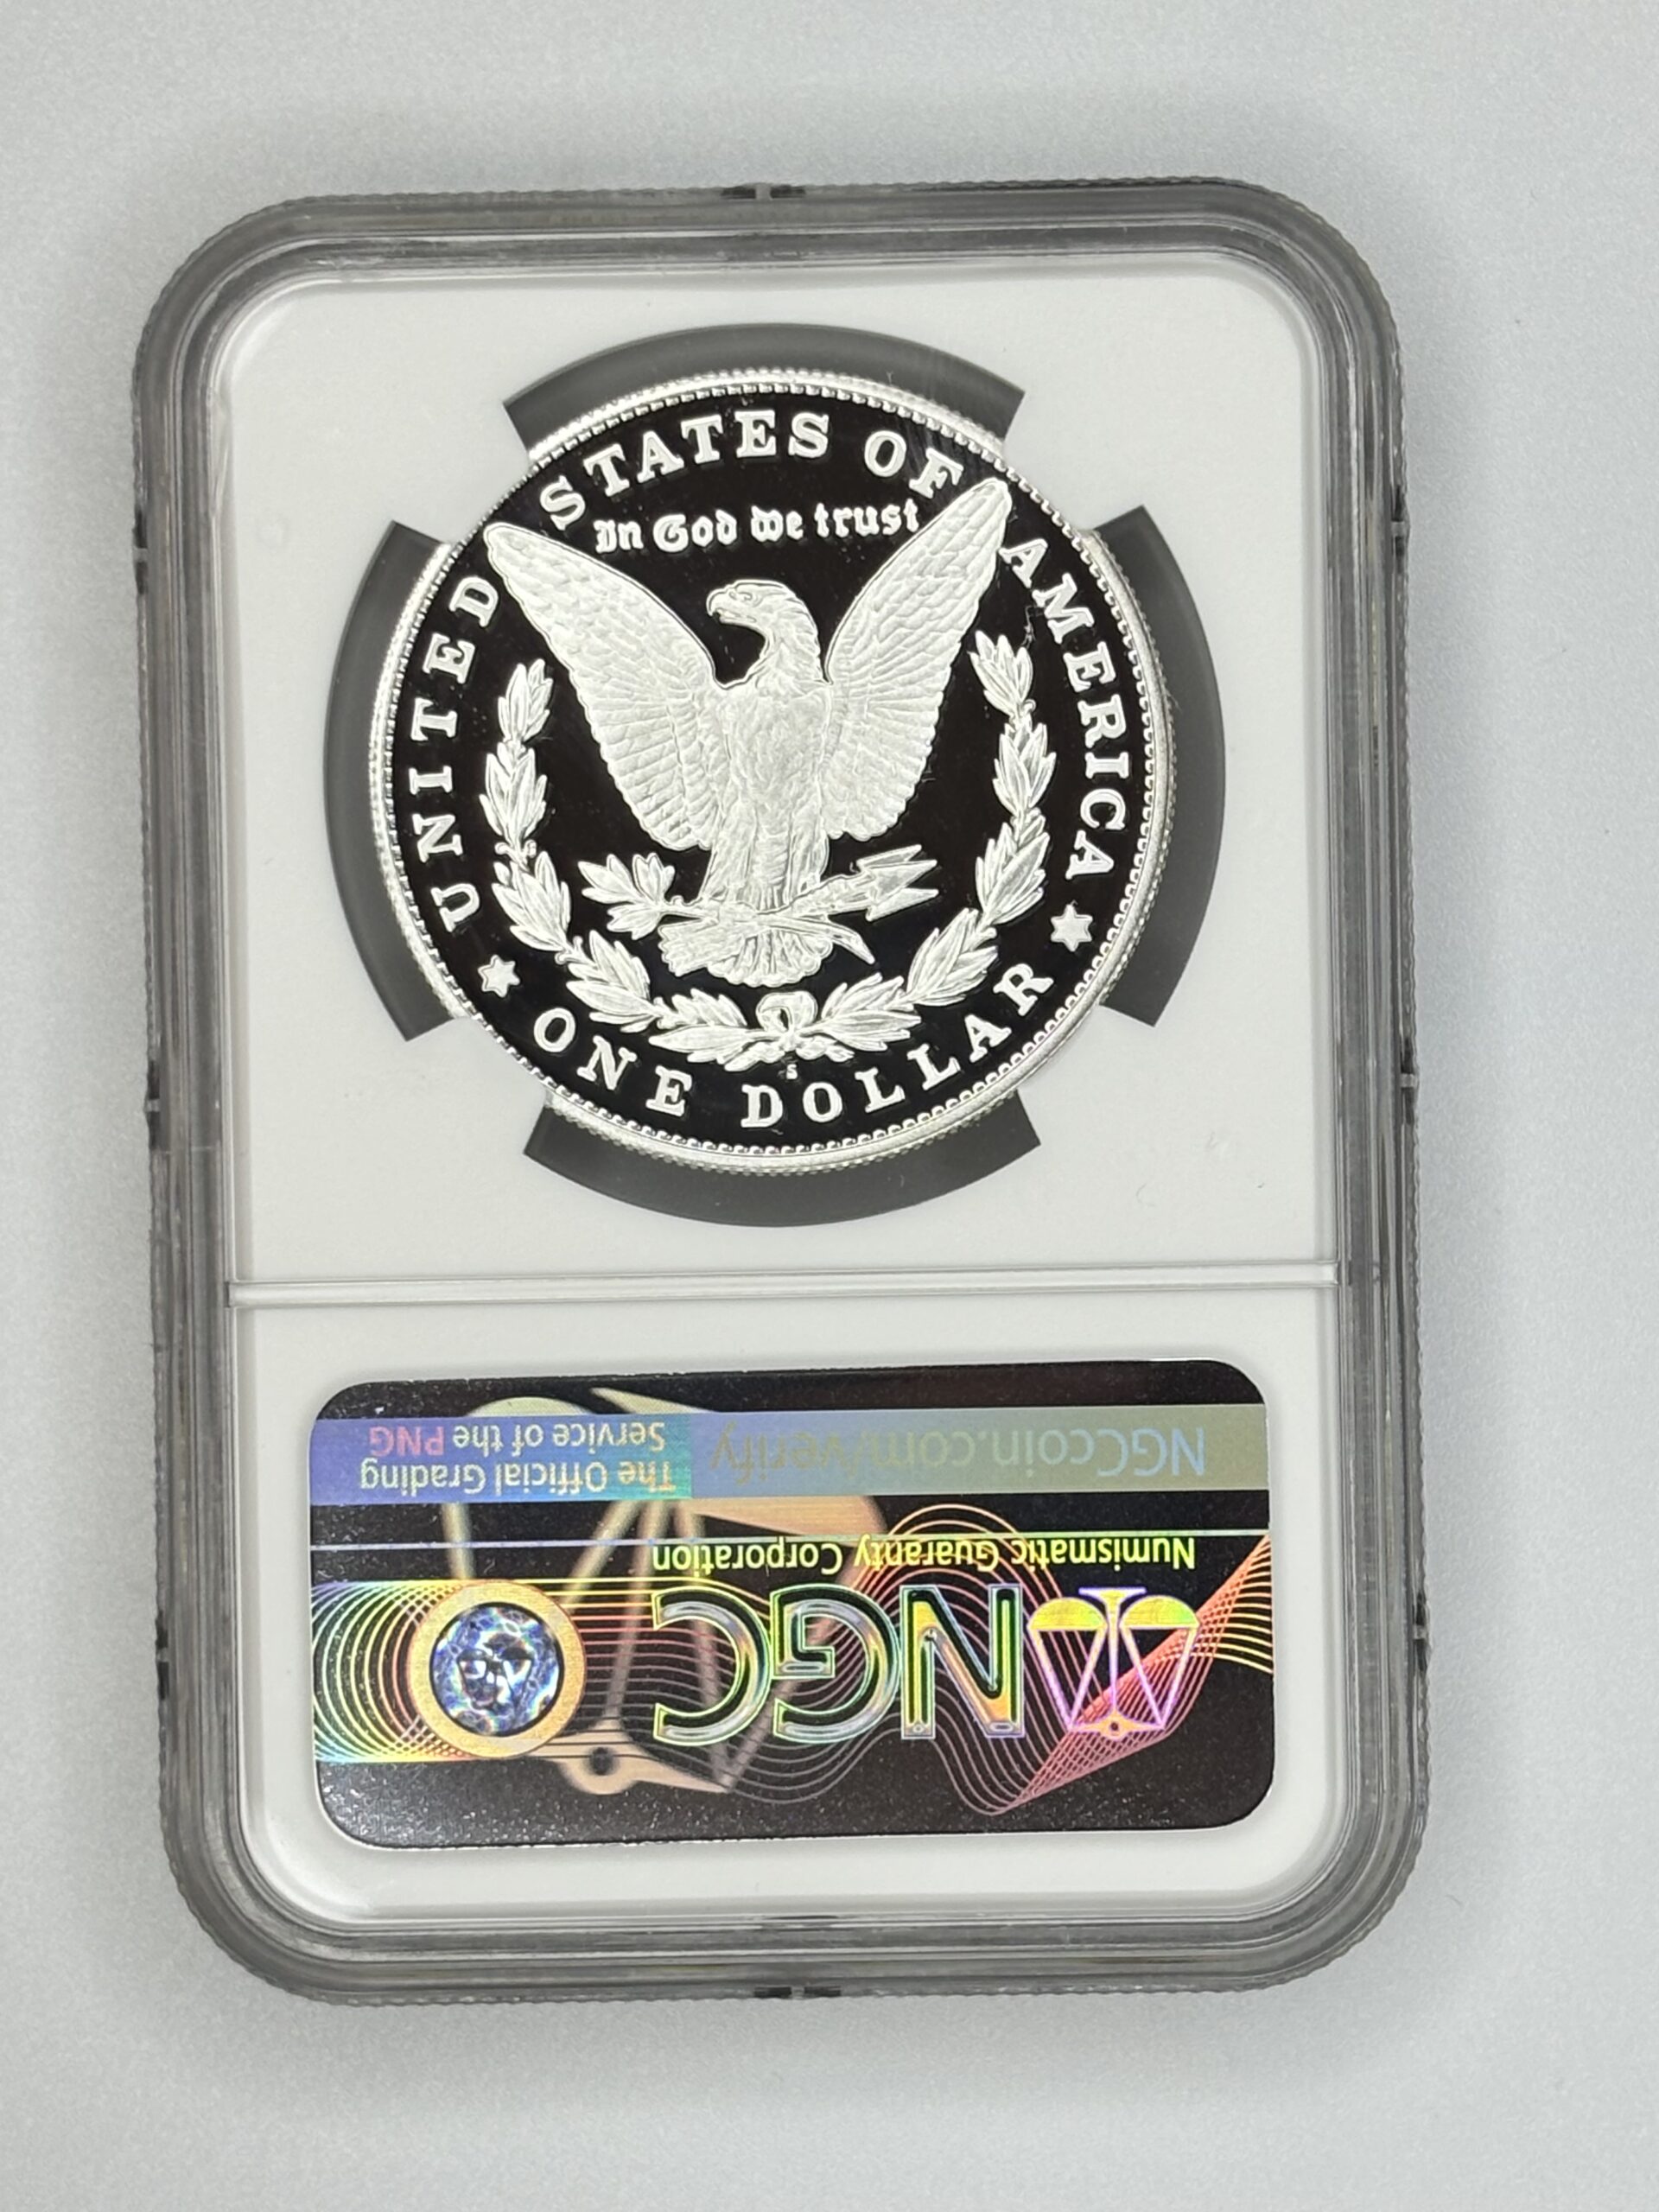 UNITED STATES OF AMERICA
In God we trust
S
ONE DOLLAR
NGC
Numismatic Guaranty Corporation
NGCcoin.com/verify
The Official Grading
Service of the PNG